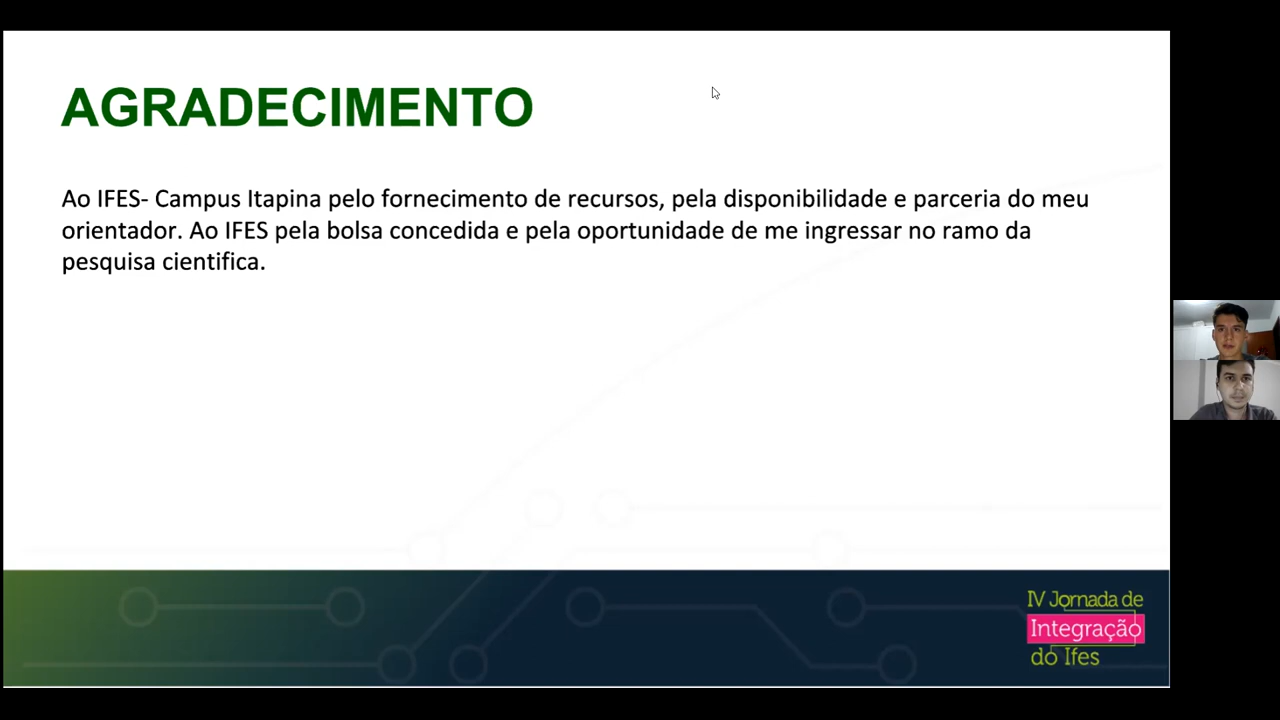 AGRADECIMENTO
Ao IFES- Campus Itapina pelo fornecimento de recursos, pela disponibilidade e parceria do meu
orientador. Ao IFES pela bolsa concedida e pela oportunidade de me ingressar no ramo da
pesquisa cientifica.
IV Jornada de
Integração
do Ifes